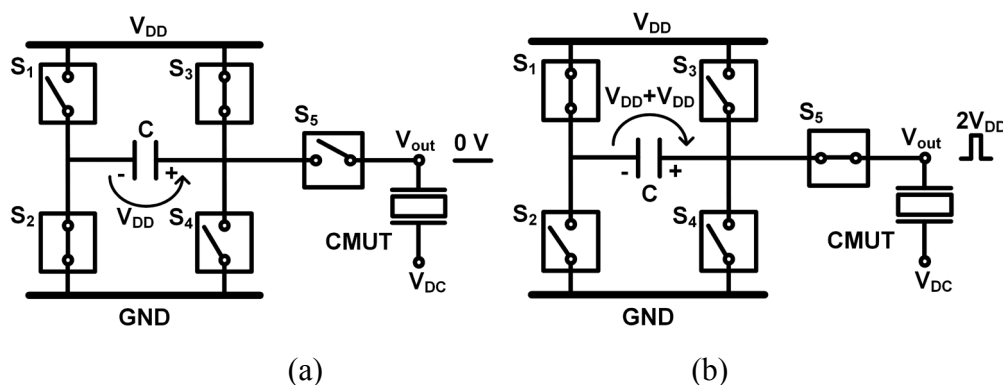 V_DD
S1
S3
C
S5
V_out
0 V
- +
V_DD
S2
S4
CMUT
V_DC
GND
(a)
V_DD
S1
S3
V_DD+V_DD
S5
V_out
2V_DD
- +
C
S2
S4
CMUT
V_DC
GND
(b)